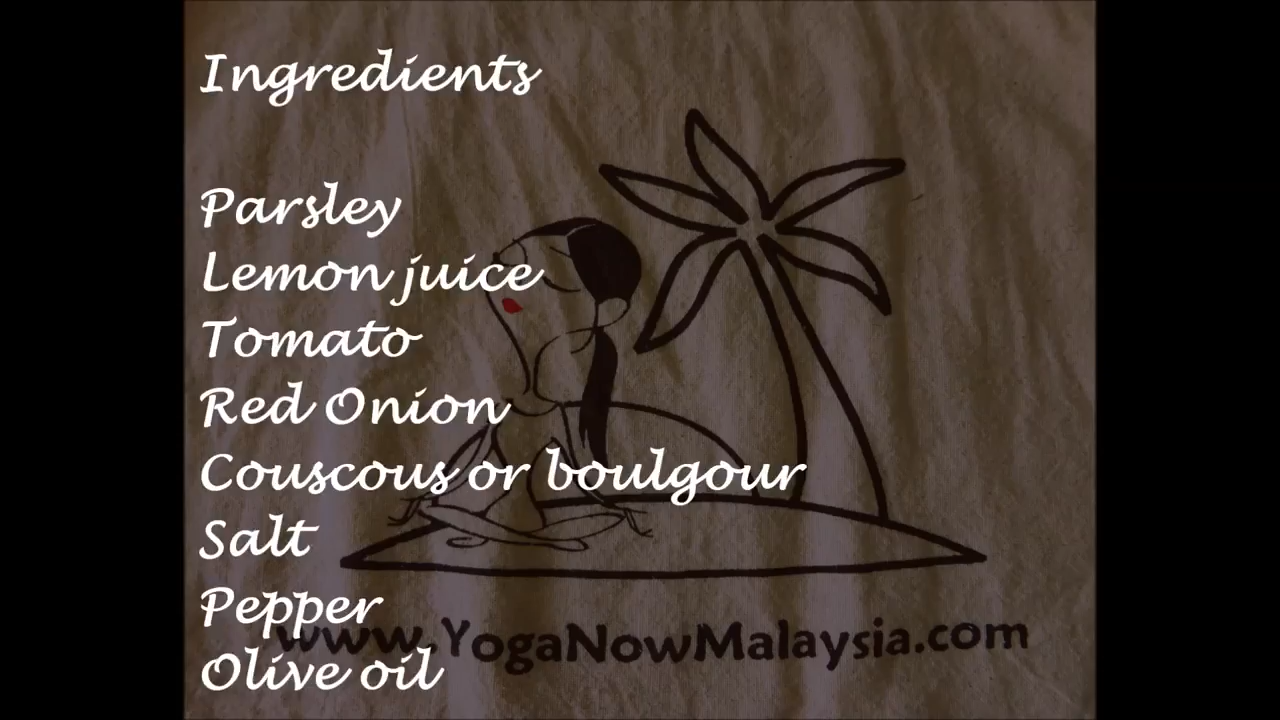 Ingredients
Parsley
Lemon juice
Tomato
Red Onion
Couscous or boulgour
Salt
Pepper
www.YogaNowMalaysia.com
Olive oil